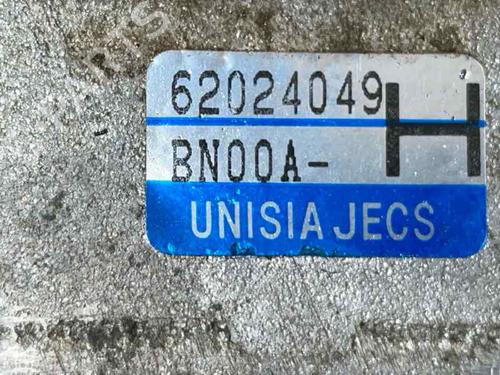 62024049
BN00A-
H
UNISIA JECS